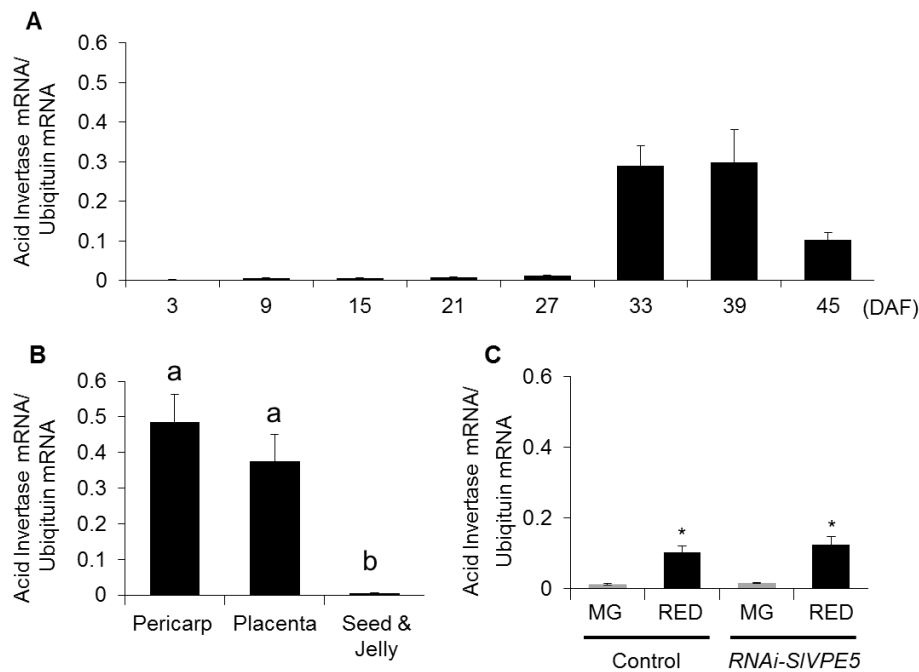 A
Acid Invertase mRNA/
Ubiqituin mRNA
0.6
0.5
0.4
0.3
0.2
0.1
0
3 9 15 21 27 33 39 45 (DAF)
B
Acid Invertase mRNA/
Ubiqituin mRNA
0.6
0.5
0.4
0.3
0.2
0.1
0
a a b
Pericarp Placenta Seed &
Jelly
C
Acid Invertase mRNA/
Ubiqituin mRNA
0.6
0.4
0.2
0
* *
MG RED MG RED
Control RNAi-SlVPE5